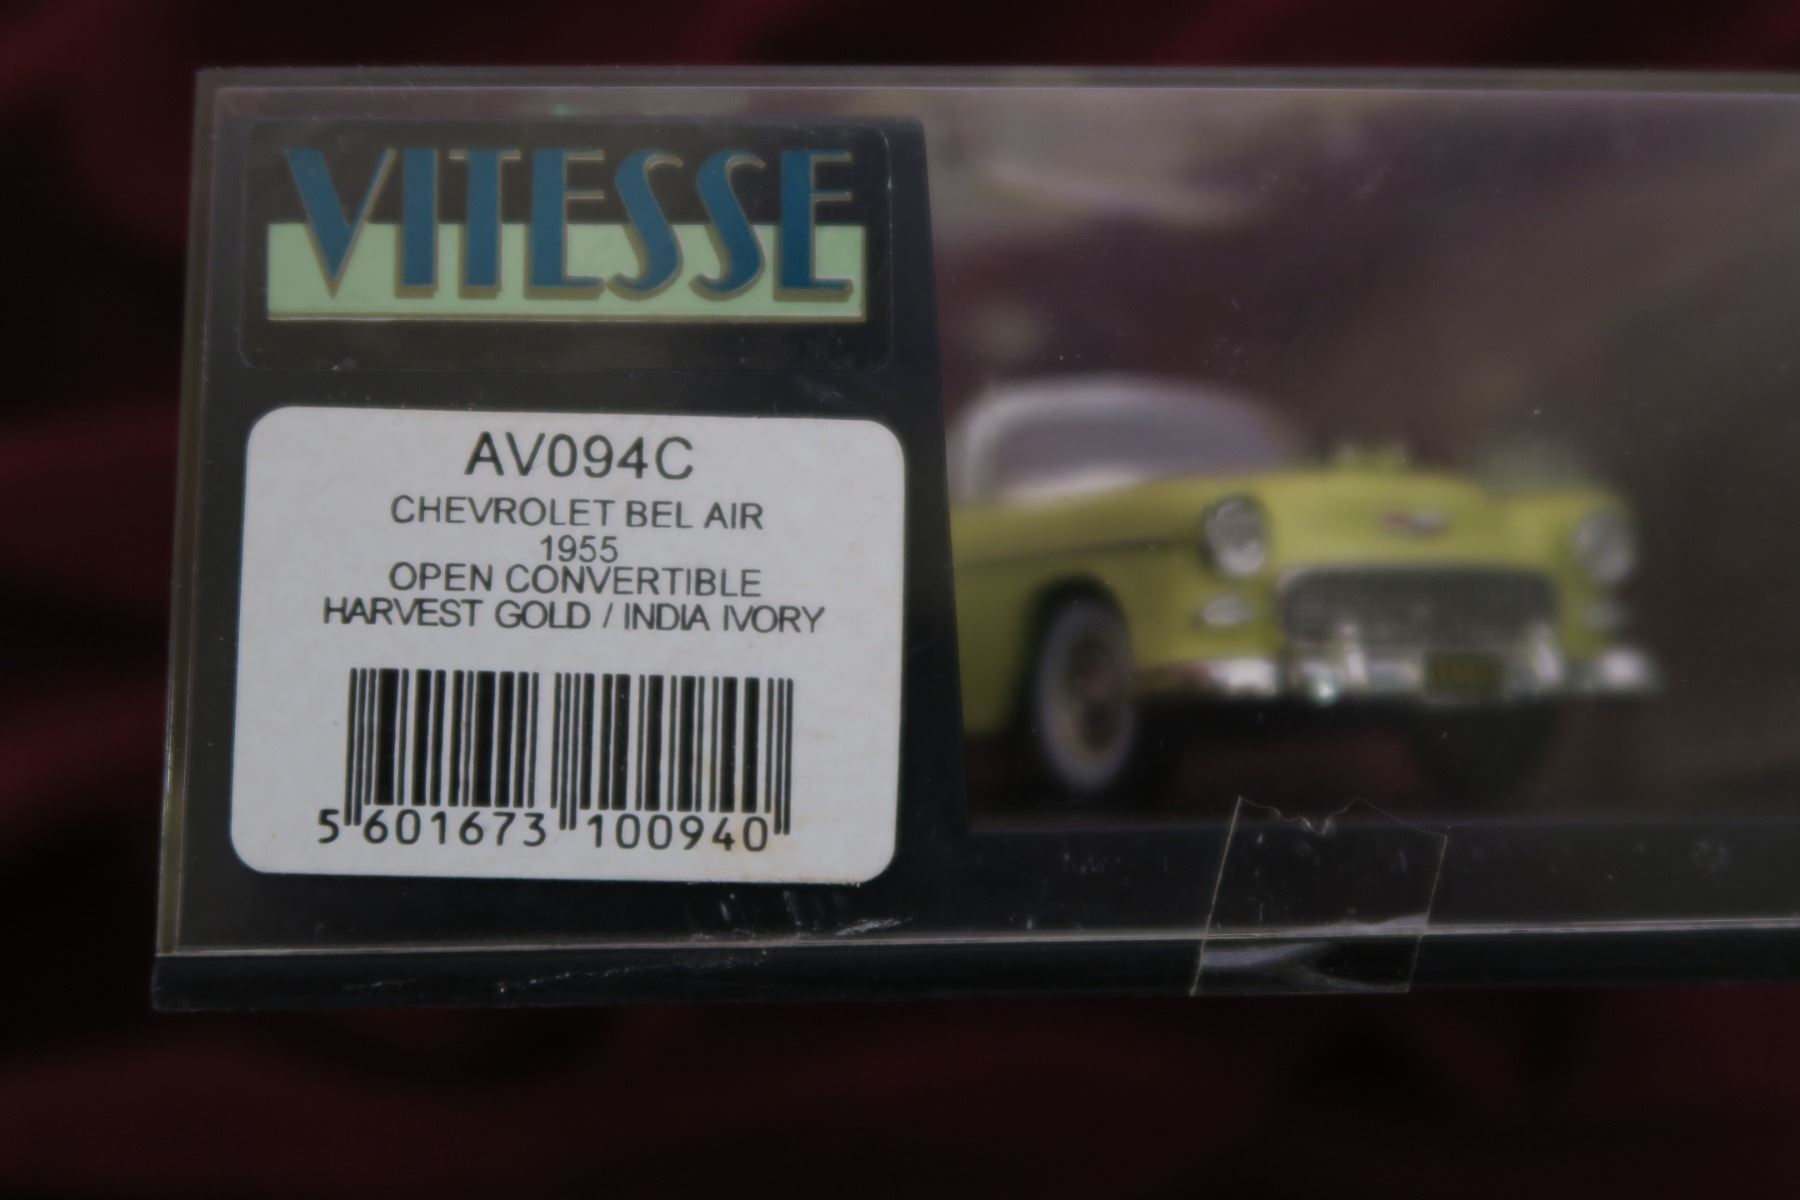 VITESSE
AV094C
CHEVROLET BEL AIR
1955
OPEN CONVERTIBLE
HARVEST GOLD / INDIA IVORY
5 601673 100940